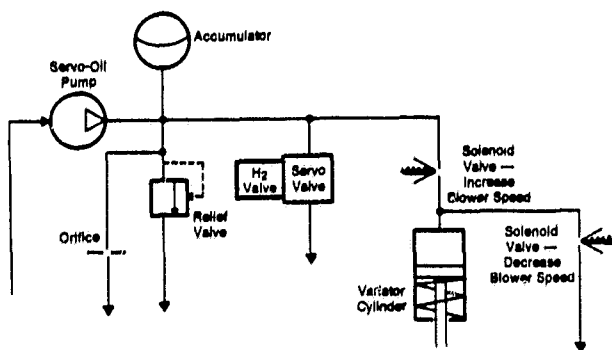 Accumulator
Servo-Oil
Pump
H2
Valve
Servo
Valve
Solenoid
Valve —
Increase
Blower Speed
Relief
Valve
Orifice
Solenoid
Valve —
Decrease
Blower Speed
Variator
Cylinder